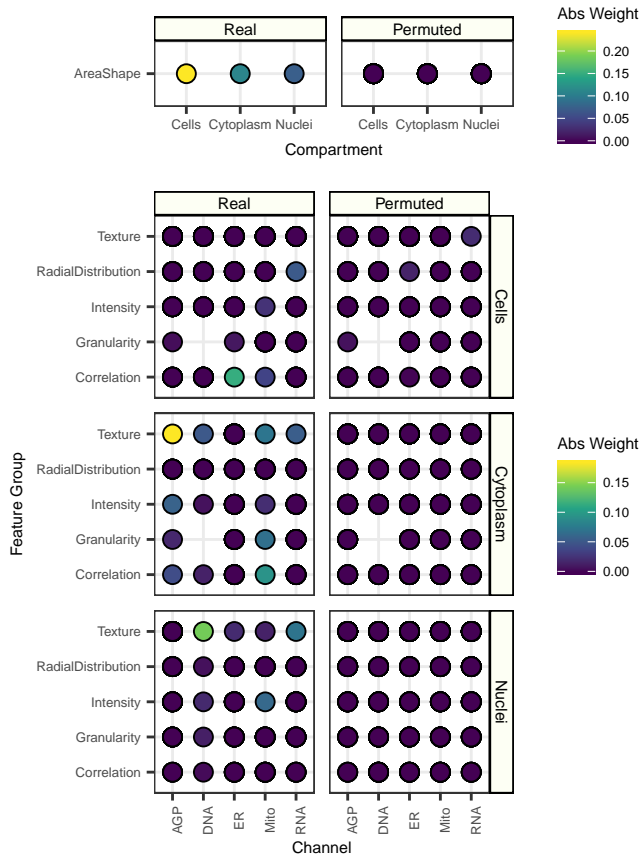 Abs Weight
Real
Permuted
0.20
0.15
0.10
0.05
0.00
AreaShape
Cells
Cytoplasm
Nuclei
Cells
Cytoplasm
Nuclei
Compartment
Real
Permuted
Feature Group
Texture
RadialDistribution
Intensity
Granularity
Correlation
Cells
Texture
RadialDistribution
Intensity
Granularity
Correlation
Cytoplasm
Abs Weight
0.15
0.10
0.05
0.00
Texture
RadialDistribution
Intensity
Granularity
Correlation
Nuclei
AGP
DNA
ER
Mito
RNA
AGP
DNA
ER
Mito
RNA
Channel